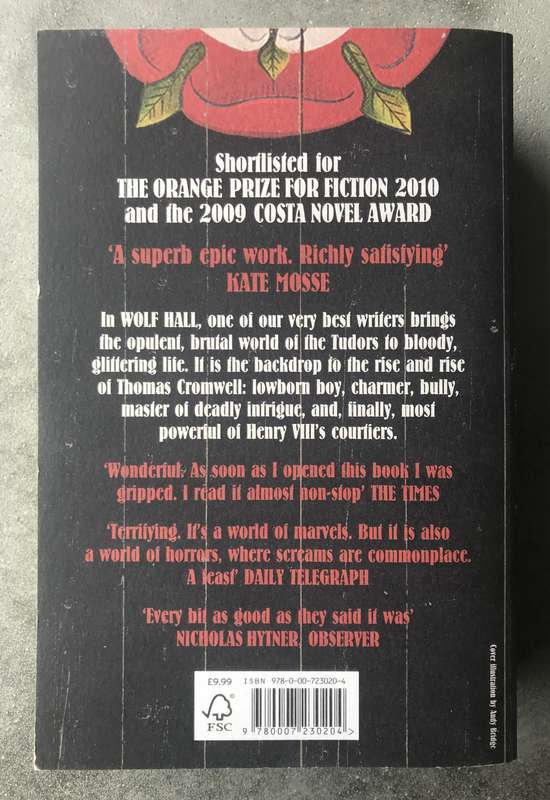 Shortlisted for
THE ORANGE PRIZE FOR FICTION 2010
and the 2009 COSTA NOVEL AWARD
‘A superb epic work. Richly satisfying’
KATE MOSSE
In WOLF HALL, one of our very best writers brings
the opulent, brutal world of the Tudors to bloody,
glittering life. It is the backdrop to the rise and rise
of Thomas Cromwell: lowborn boy, charmer, bully,
master of deadly intrigue, and, finally, most
powerful of Henry VIII’s courtiers.
‘Wonderful. As soon as I opened this book I was
gripped. I read it almost non-stop’ THE TIMES
‘Terrifying. It’s a world of marvels. But it is also
a world of horrors, where screams are commonplace.
A feast’ DAILY TELEGRAPH
‘Every bit as good as they said it was’
NICHOLAS HYTNER, OBSERVER
£9.99 ISBN 978-0-00-723020-4
FSC
9 780007 230204 >
Cover illustration by Andy Bridge